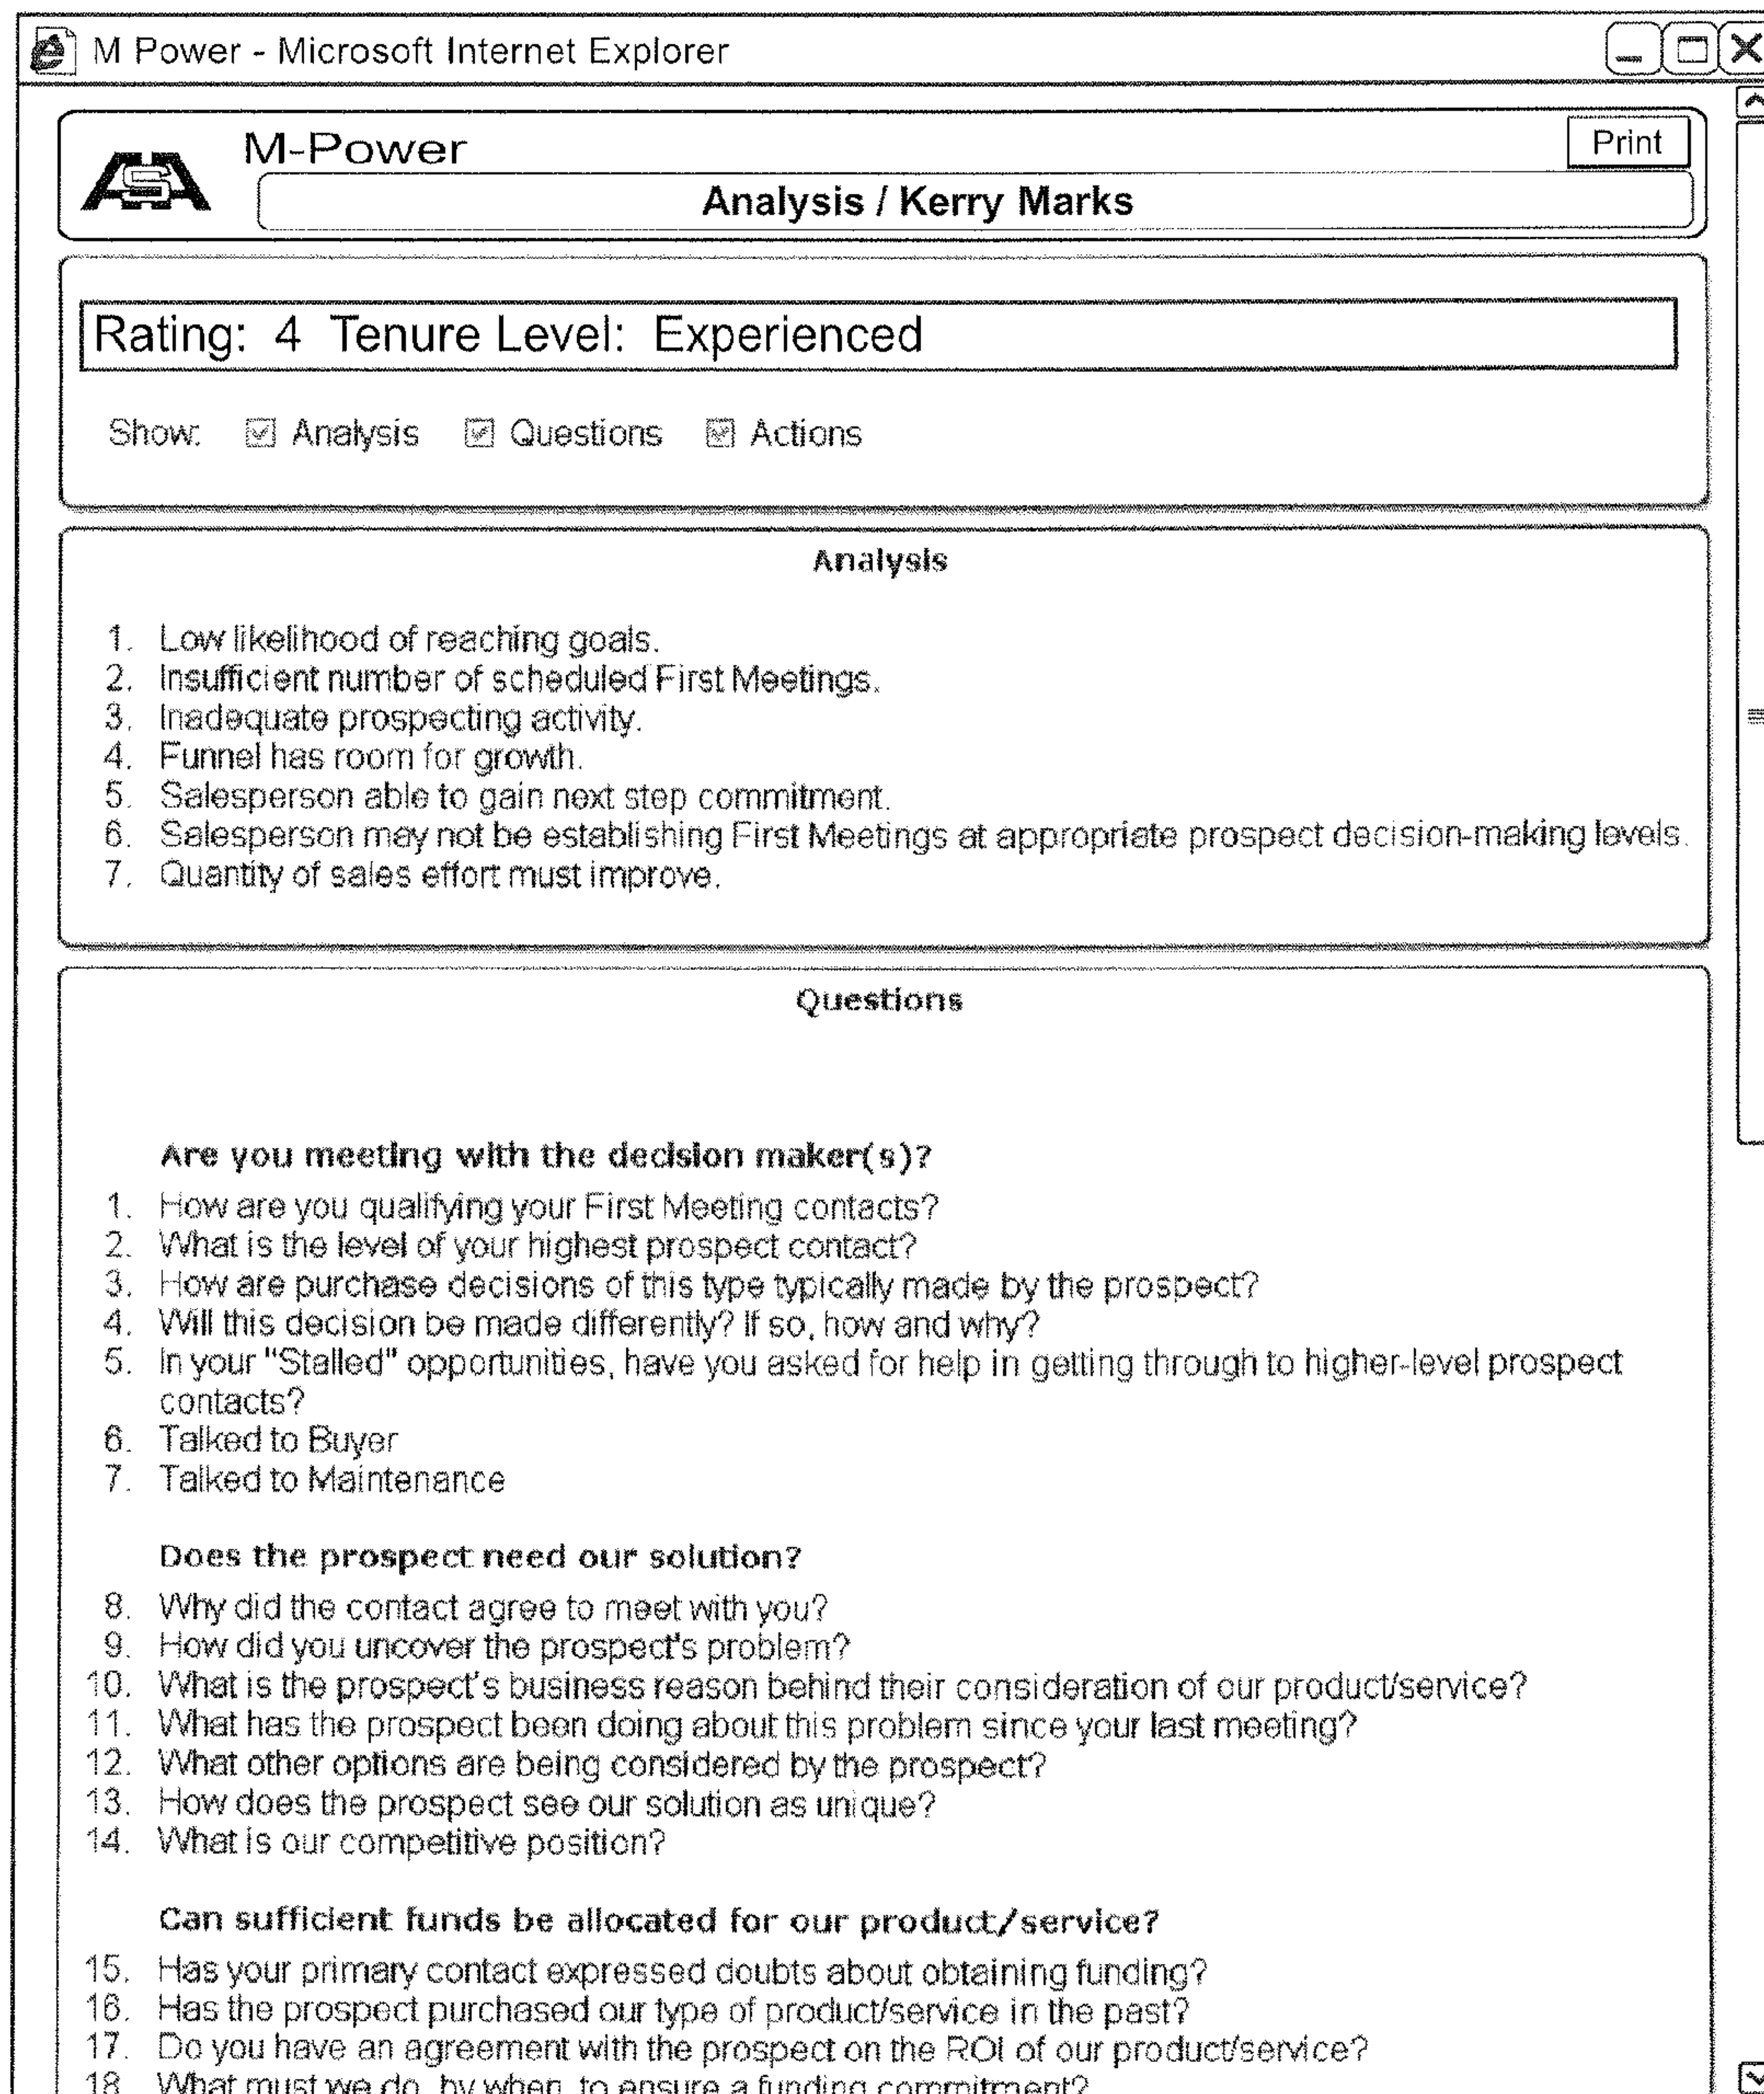 M Power - Microsoft Internet Explorer
ASA
M-Power
Print
Analysis / Kerry Marks
Rating: 4 Tenure Level: Experienced
Show: Analysis Questions Actions
Analysis
1. Low likelihood of reaching goals.
2. Insufficient number of scheduled First Meetings.
3. Inadequate prospecting activity.
4. Funnel has room for growth.
5. Salesperson able to gain next step commitment.
6. Salesperson may not be establishing First Meetings at appropriate prospect decision-making levels.
7. Quantity of sales effort must improve.
Questions
Are you meeting with the decision maker(s)?
1. How are you qualifying your First Meeting contacts?
2. What is the level of your highest prospect contact?
3. How are purchase decisions of this type typically made by the prospect?
4. Will this decision be made differently? If so, how and why?
5. In your "Stalled" opportunities, have you asked for help in getting through to higher-level prospect
contacts?
6. Talked to Buyer
7. Talked to Maintenance
Does the prospect need our solution?
8. Why did the contact agree to meet with you?
9. How did you uncover the prospect's problem?
10. What is the prospect's business reason behind their consideration of our product/service?
11. What has the prospect been doing about this problem since your last meeting?
12. What other options are being considered by the prospect?
13. How does the prospect see our solution as unique?
14. What is our competitive position?
Can sufficient funds be allocated for our product/service?
15. Has your primary contact expressed doubts about obtaining funding?
16. Has the prospect purchased our type of product/service in the past?
17. Do you have an agreement with the prospect on the ROI of our product/service?
18. What must we do, by when, to ensure a funding commitment?